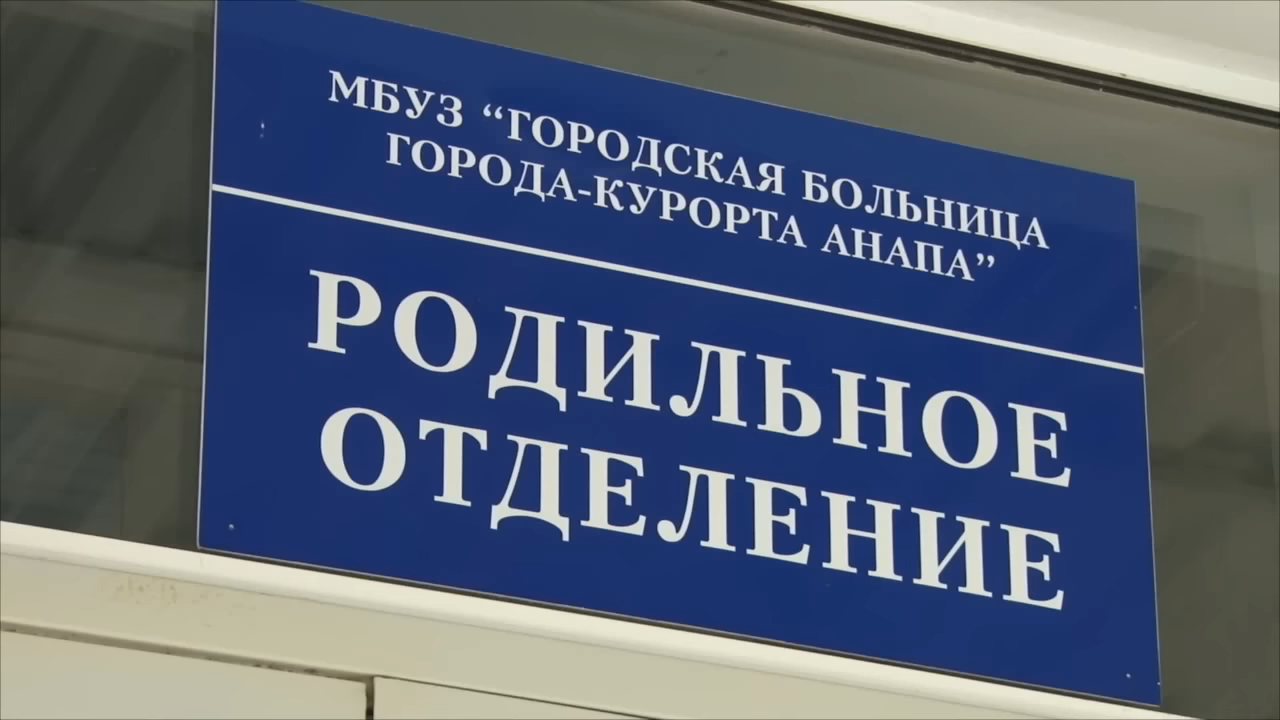 МБУЗ “ГОРОДСКАЯ БОЛЬНИЦА
ГОРОДА-КУРОРТА АНАПА”
РОДИЛЬНОЕ
ОТДЕЛЕНИЕ